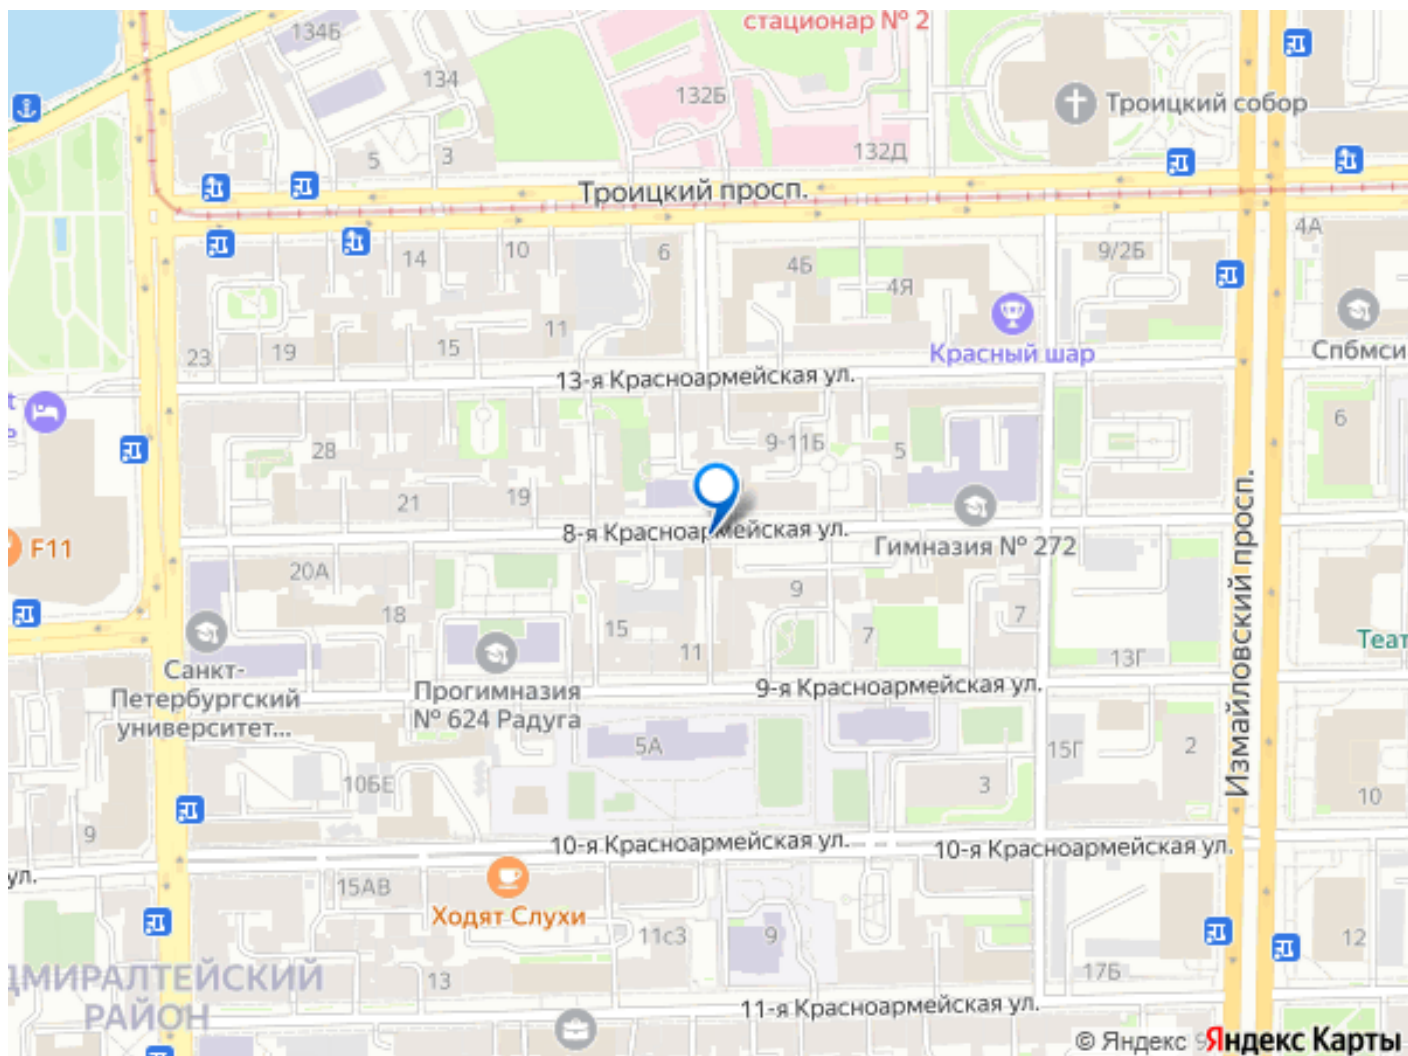 стационар № 2
134Б
134
132Б
Троицкий собор
5
3
132Д
Троицкий просп.
14
10
6
4Б
4Я
9/2Б
4А
11
Красный шар
23
19
15
Спбмси
13-я Красноармейская ул.
6
28
9-11Б
5
21
19
8-я Красноармейская ул.
Гимназия № 272
F11
20А
18
9
15
7
7
11
13Г
Теат
Санкт-
Петербургский
университет...
Прогимназия
№ 624 Радуга
9-я Красноармейская ул.
Измайловский просп.
5А
15Г
2
10БЕ
3
10
9
10-я Красноармейская ул.
10-я Красноармейская ул.
ул.
15АВ
Ходят Слухи
11с3
9
12
13
17Б
ДМИРАЛТЕЙСКИЙ
РАЙОН
11-я Красноармейская ул.
© Яндекс
Яндекс Карты